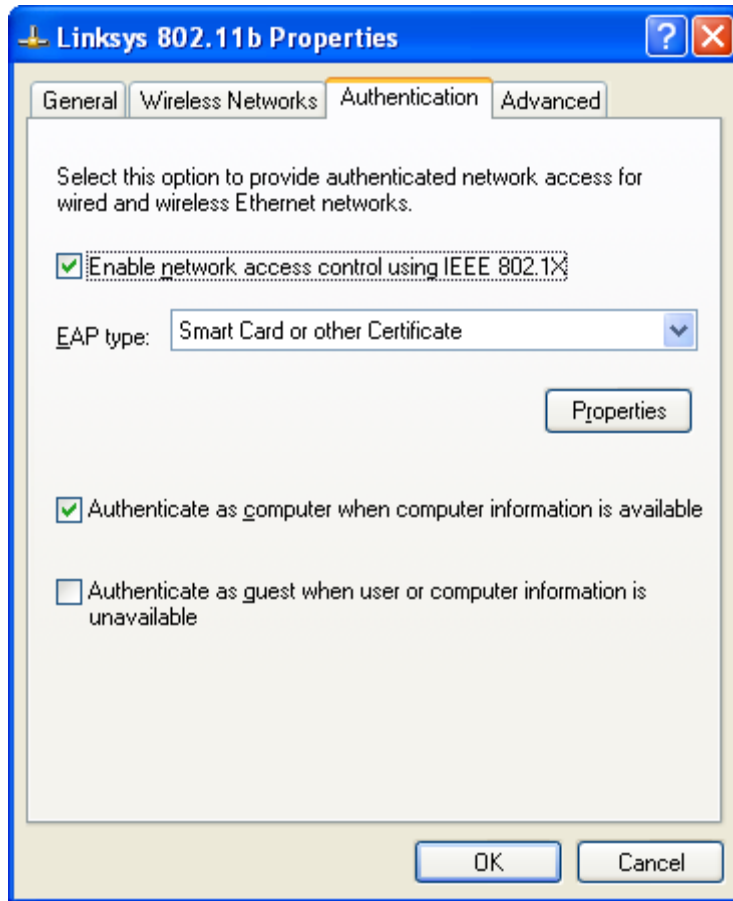 Linksys 802.11b Properties
General Wireless Networks Authentication Advanced
Select this option to provide authenticated network access for
wired and wireless Ethernet networks.
Enable network access control using IEEE 802.1X
EAP type: Smart Card or other Certificate
Properties
Authenticate as computer when computer information is available
Authenticate as guest when user or computer information is
unavailable
OK Cancel